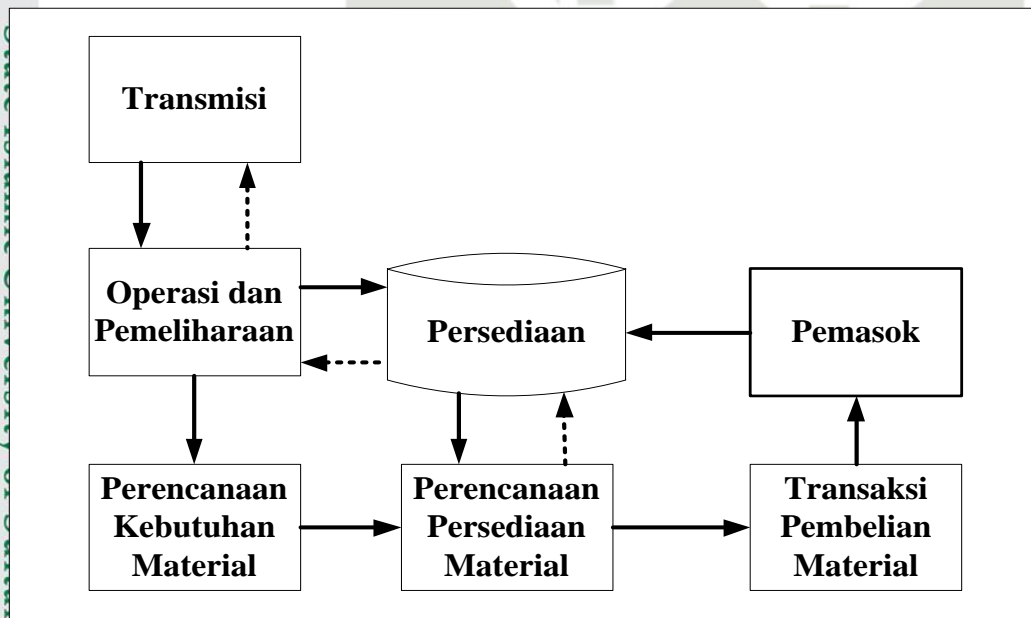 Transmisi
Operasi dan
Pemeliharaan
Persediaan
Pemasok
Perencanaan
Kebutuhan
Material
Perencanaan
Persediaan
Material
Transaksi
Pembelian
Material